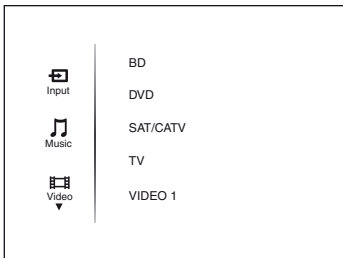 Input
Music
Video
BD
DVD
SAT/CATV
TV
VIDEO 1